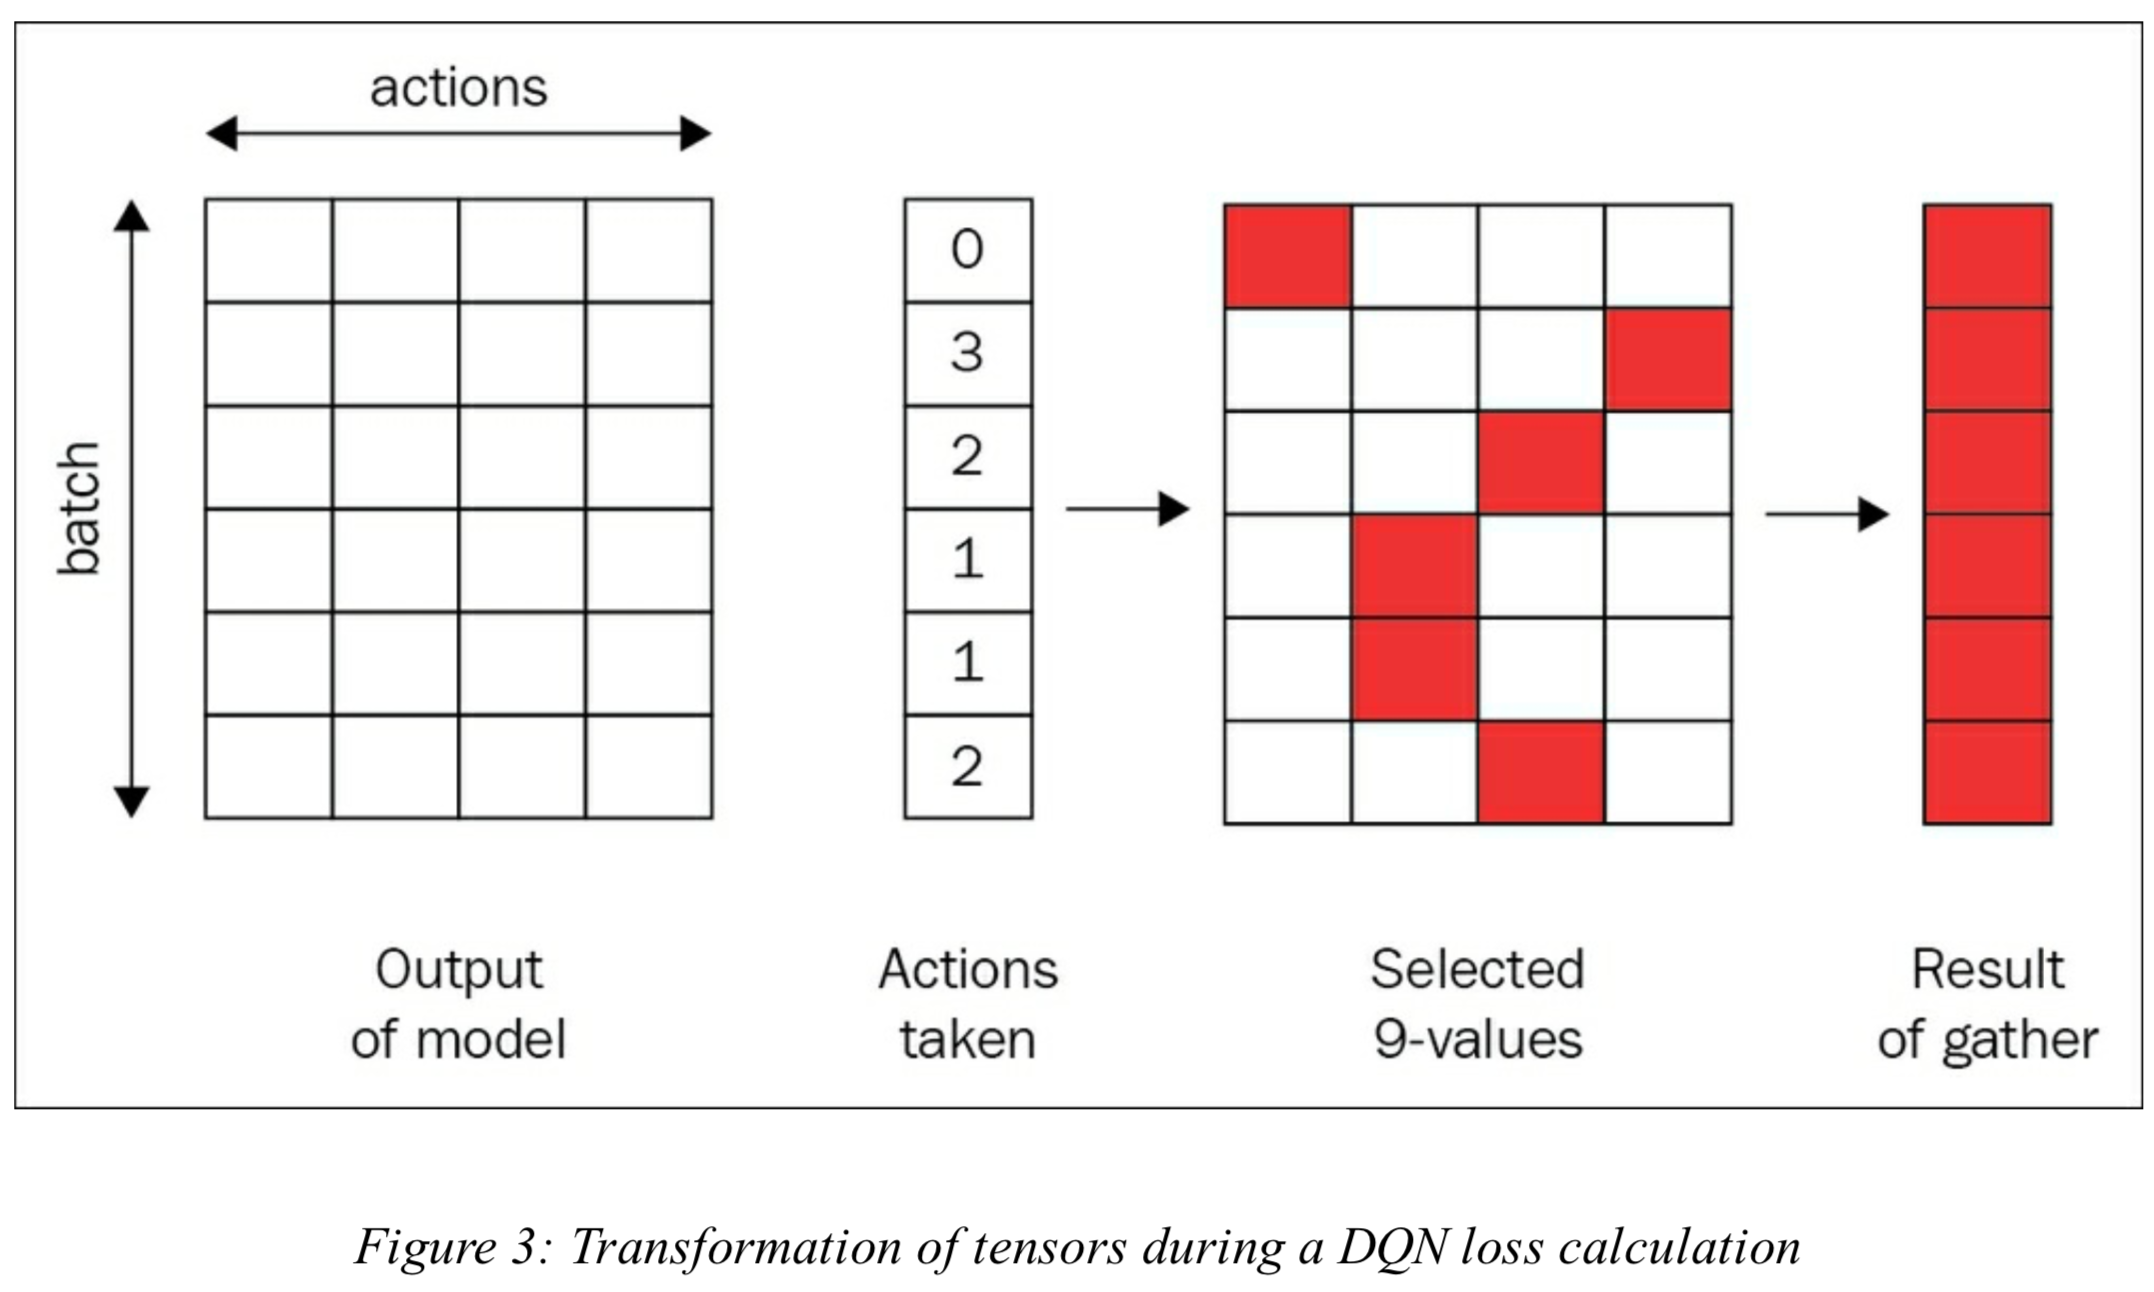 actions
batch
0
3
2
1
1
2
Output
of model
Actions
taken
Selected
9-values
Result
of gather
Figure 3: Transformation of tensors during a DQN loss calculation